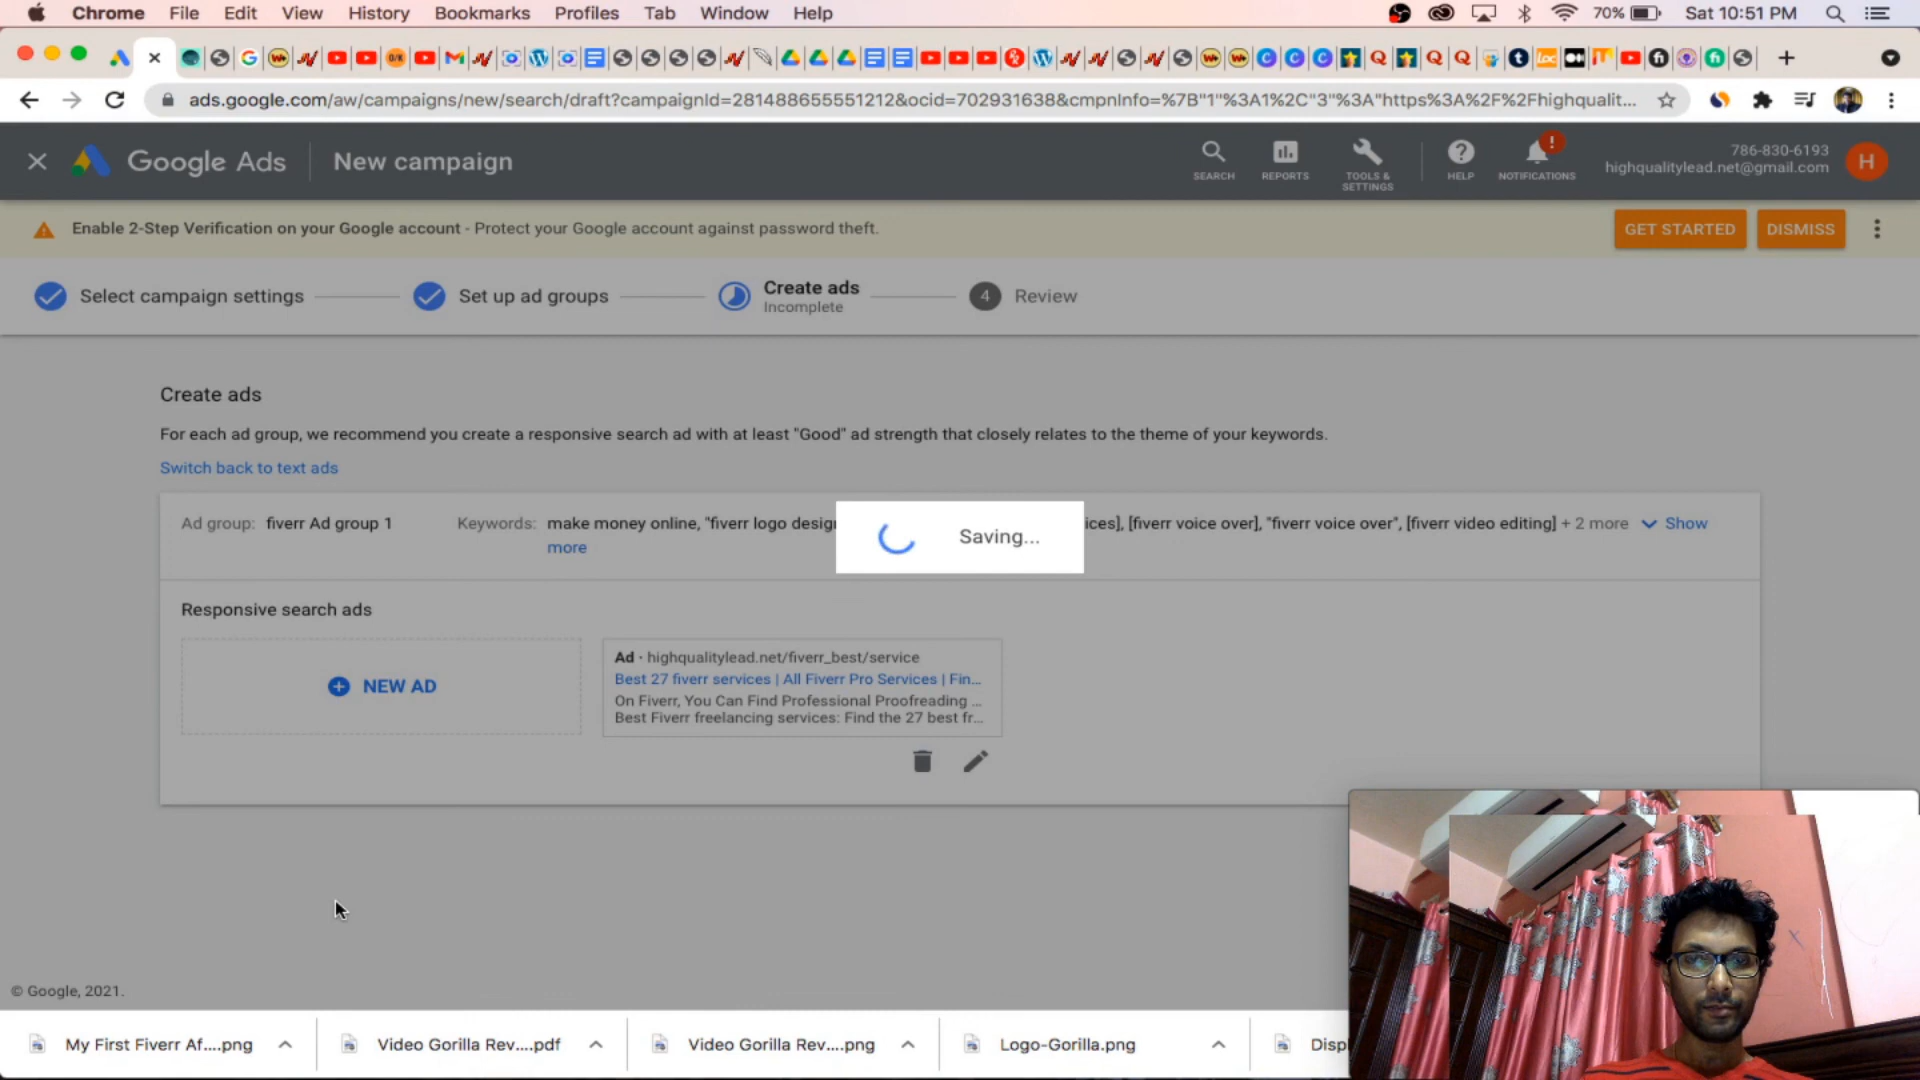 Chrome File Edit View History Bookmarks Profiles Tab Window Help 70% Sat 10:51 PM
ads.google.com/aw/campaigns/new/search/draft?campaignId=281488655551212&ocid=702931638&cmpnInfo=%7B"1"%3A1%2C"3"%3A"https%3A%2F%2Fhighqualit...
Google Ads New campaign
SEARCH REPORTS TOOLS & SETTINGS HELP NOTIFICATIONS
786-830-6193
highqualitylead.net@gmail.com
H
Enable 2-Step Verification on your Google account - Protect your Google account against password theft.
GET STARTED DISMISS
Select campaign settings Set up ad groups Create ads 4 Review
Incomplete
Create ads
For each ad group, we recommend you create a responsive search ad with at least "Good" ad strength that closely relates to the theme of your keywords.
Switch back to text ads
Ad group: fiverr Ad group 1 Keywords: make money online, "fiverr logo desig ices], [fiverr voice over], "fiverr voice over", [fiverr video editing] + 2 more Show
more
Saving...
Responsive search ads
NEW AD
Ad · highqualitylead.net/fiverr_best/service
Best 27 fiverr services | All Fiverr Pro Services | Fin...
On Fiverr, You Can Find Professional Proofreading ...
Best Fiverr freelancing services: Find the 27 best fr...
© Google, 2021.
My First Fiverr Af....png Video Gorilla Rev....pdf Video Gorilla Rev....png Logo-Gorilla.png Disp